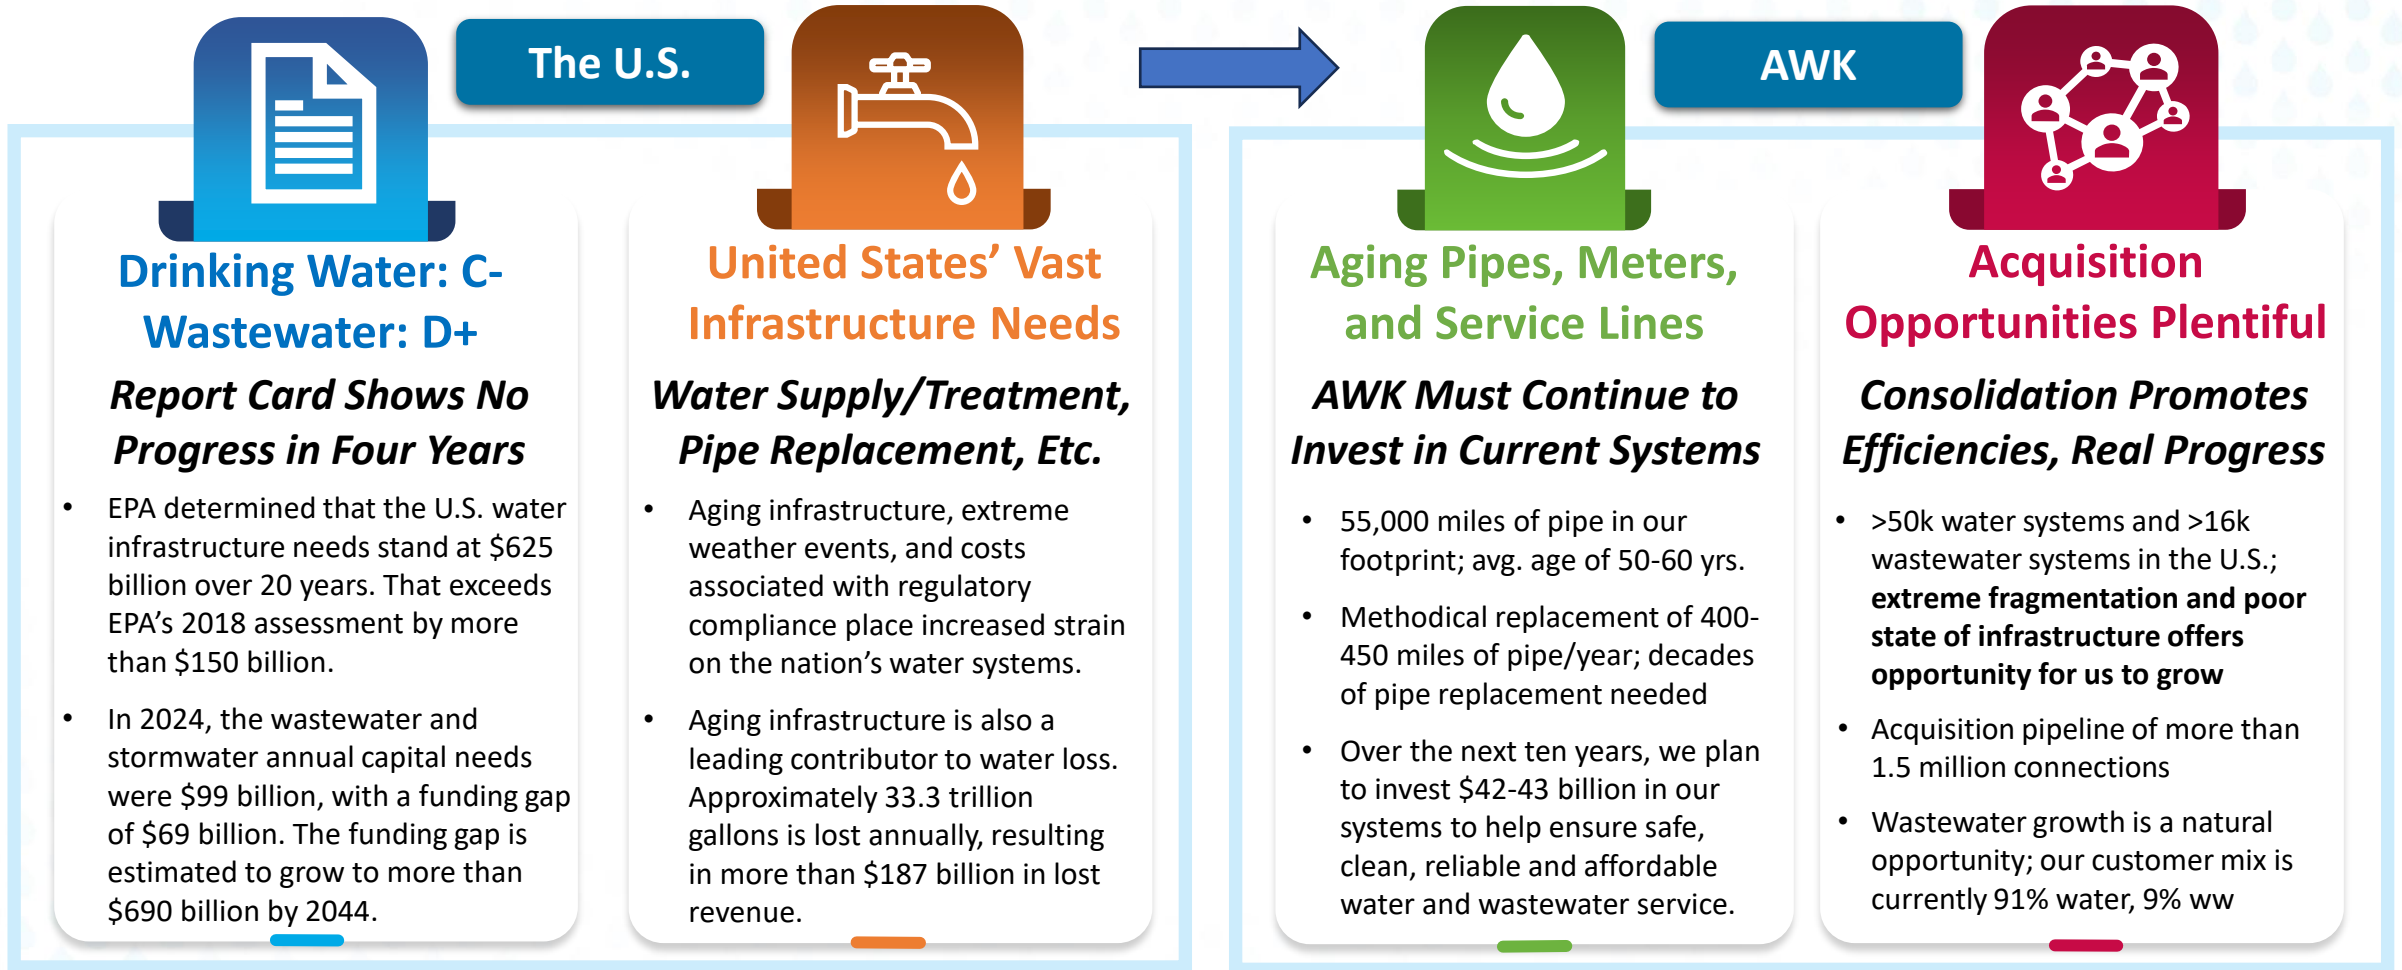 The U.S.
Drinking Water: C-
Wastewater: D+
Report Card Shows No
Progress in Four Years
• EPA determined that the U.S. water
infrastructure needs stand at $625
billion over 20 years. That exceeds
EPA’s 2018 assessment by more
than $150 billion.
• In 2024, the wastewater and
stormwater annual capital needs
were $99 billion, with a funding gap
of $69 billion. The funding gap is
estimated to grow to more than
$690 billion by 2044.
United States’ Vast
Infrastructure Needs
Water Supply/Treatment,
Pipe Replacement, Etc.
• Aging infrastructure, extreme
weather events, and costs
associated with regulatory
compliance place increased strain
on the nation’s water systems.
• Aging infrastructure is also a
leading contributor to water loss.
Approximately 33.3 trillion
gallons is lost annually, resulting
in more than $187 billion in lost
revenue.
AWK
Aging Pipes, Meters,
and Service Lines
AWK Must Continue to
Invest in Current Systems
• 55,000 miles of pipe in our
footprint; avg. age of 50-60 yrs.
• Methodical replacement of 400-
450 miles of pipe/year; decades
of pipe replacement needed
• Over the next ten years, we plan
to invest $42-43 billion in our
systems to help ensure safe,
clean, reliable and affordable
water and wastewater service.
Acquisition
Opportunities Plentiful
Consolidation Promotes
Efficiencies, Real Progress
• >50k water systems and >16k
wastewater systems in the U.S.;
extreme fragmentation and poor
state of infrastructure offers
opportunity for us to grow
• Acquisition pipeline of more than
1.5 million connections
• Wastewater growth is a natural
opportunity; our customer mix is
currently 91% water, 9% ww